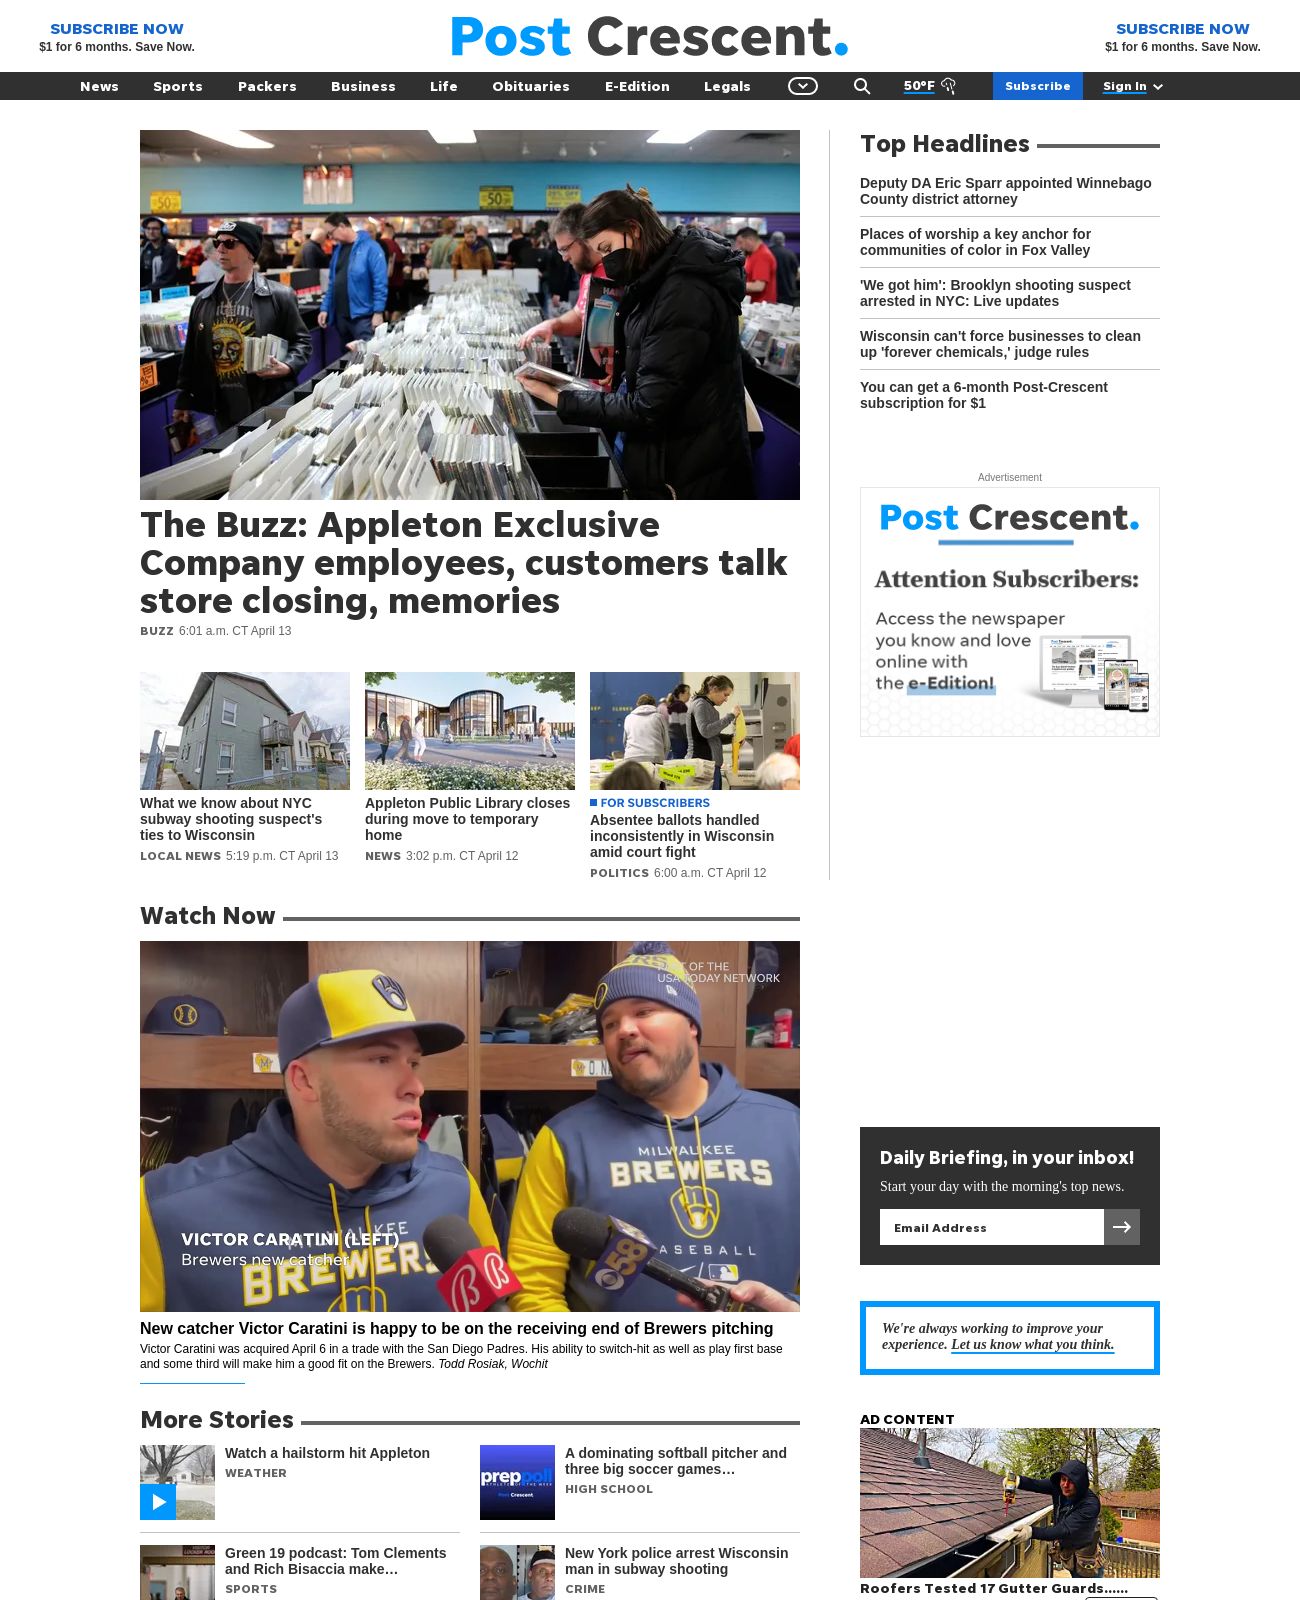 SUBSCRIBE NOW
$1 for 6 months. Save Now.
Post Crescent.
SUBSCRIBE NOW
$1 for 6 months. Save Now.
News Sports Packers Business Life Obituaries E-Edition Legals 50°F Subscribe Sign In
The Buzz: Appleton Exclusive
Company employees, customers talk
store closing, memories
BUZZ 6:01 a.m. CT April 13
What we know about NYC
subway shooting suspect's
ties to Wisconsin
LOCAL NEWS 5:19 p.m. CT April 13
Appleton Public Library closes
during move to temporary
home
NEWS 3:02 p.m. CT April 12
FOR SUBSCRIBERS
Absentee ballots handled
inconsistently in Wisconsin
amid court fight
POLITICS 6:00 a.m. CT April 12
Top Headlines
Deputy DA Eric Sparr appointed Winnebago
County district attorney
Places of worship a key anchor for
communities of color in Fox Valley
'We got him': Brooklyn shooting suspect
arrested in NYC: Live updates
Wisconsin can't force businesses to clean
up 'forever chemicals,' judge rules
You can get a 6-month Post-Crescent
subscription for $1
Advertisement
Post Crescent.
Attention Subscribers:
Access the newspaper
you know and love
online with
the e-Edition!
Watch Now
PART OF THE
USA TODAY NETWORK
MILWAUKEE
BREWERS
BASEBALL
58
VICTOR CARATINI (LEFT)
Brewers new catcher
BREWERS
New catcher Victor Caratini is happy to be on the receiving end of Brewers pitching
Victor Caratini was acquired April 6 in a trade with the San Diego Padres. His ability to switch-hit as well as play first base
and some third will make him a good fit on the Brewers. Todd Rosiak, Wochit
Daily Briefing, in your inbox!
Start your day with the morning's top news.
Email Address
We're always working to improve your
experience. Let us know what you think.
More Stories
Watch a hailstorm hit Appleton
WEATHER
preppoll
Post Crescent.
A dominating softball pitcher and
three big soccer games…
HIGH SCHOOL
Green 19 podcast: Tom Clements
and Rich Bisaccia make…
SPORTS
New York police arrest Wisconsin
man in subway shooting
CRIME
AD CONTENT
Roofers Tested 17 Gutter Guards......